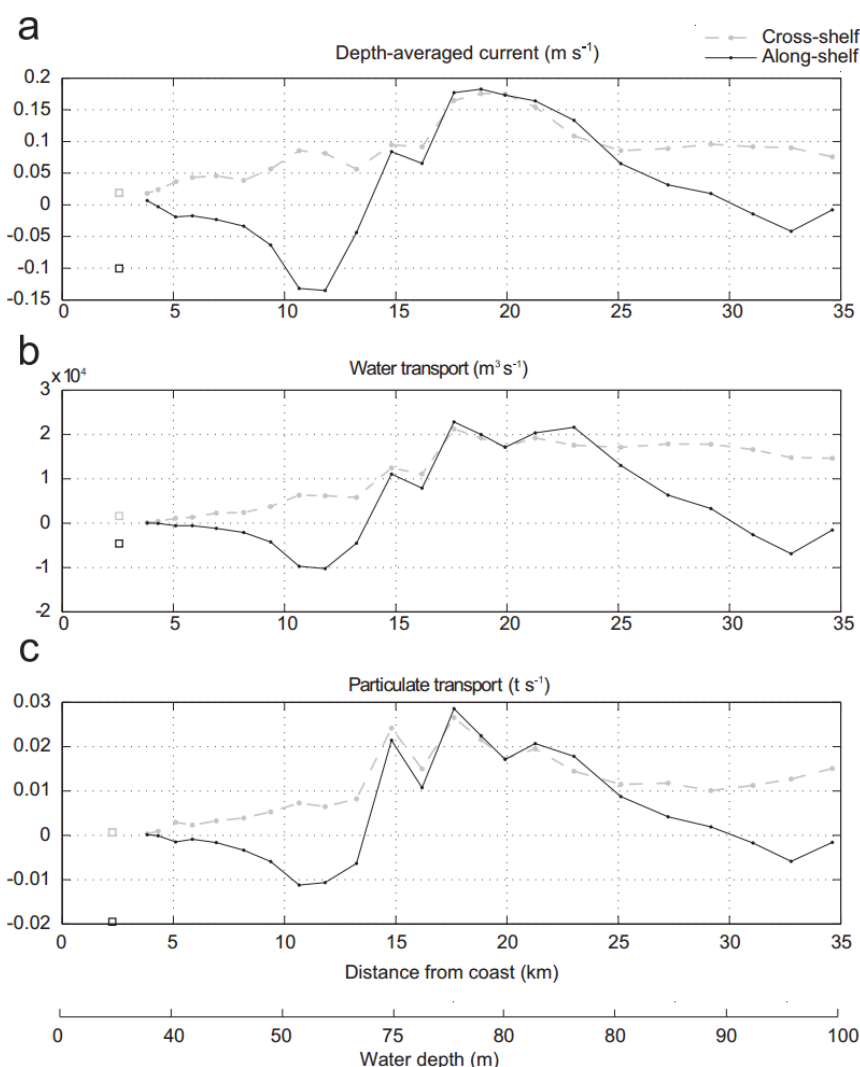 a
Cross-shelf
Along-shelf
Depth-averaged current (m s⁻¹)
0.2
0.15
0.1
0.05
0
-0.05
-0.1
-0.15
0 5 10 15 20 25 30 35
b
Water transport (m³ s⁻¹)
x10⁴
3
2
1
0
-1
-2
0 5 10 15 20 25 30 35
c
Particulate transport (t s⁻¹)
0.03
0.02
0.01
0
-0.01
-0.02
0 5 10 15 20 25 30 35
Distance from coast (km)
0 40 50 75 80 80 90 100
Water depth (m)